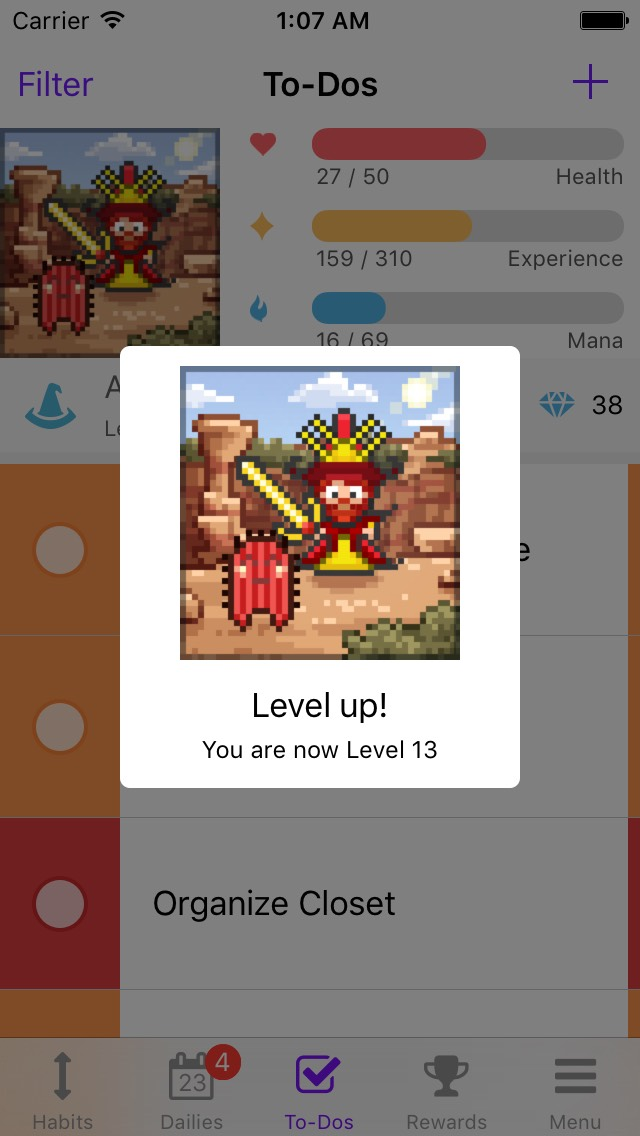 Carrier 1:07 AM
Filter To-Dos
27 / 50 Health
159 / 310 Experience
16 / 69 Mana
38
Level up!
You are now Level 13
Organize Closet
4
23
Habits Dailies To-Dos Rewards Menu